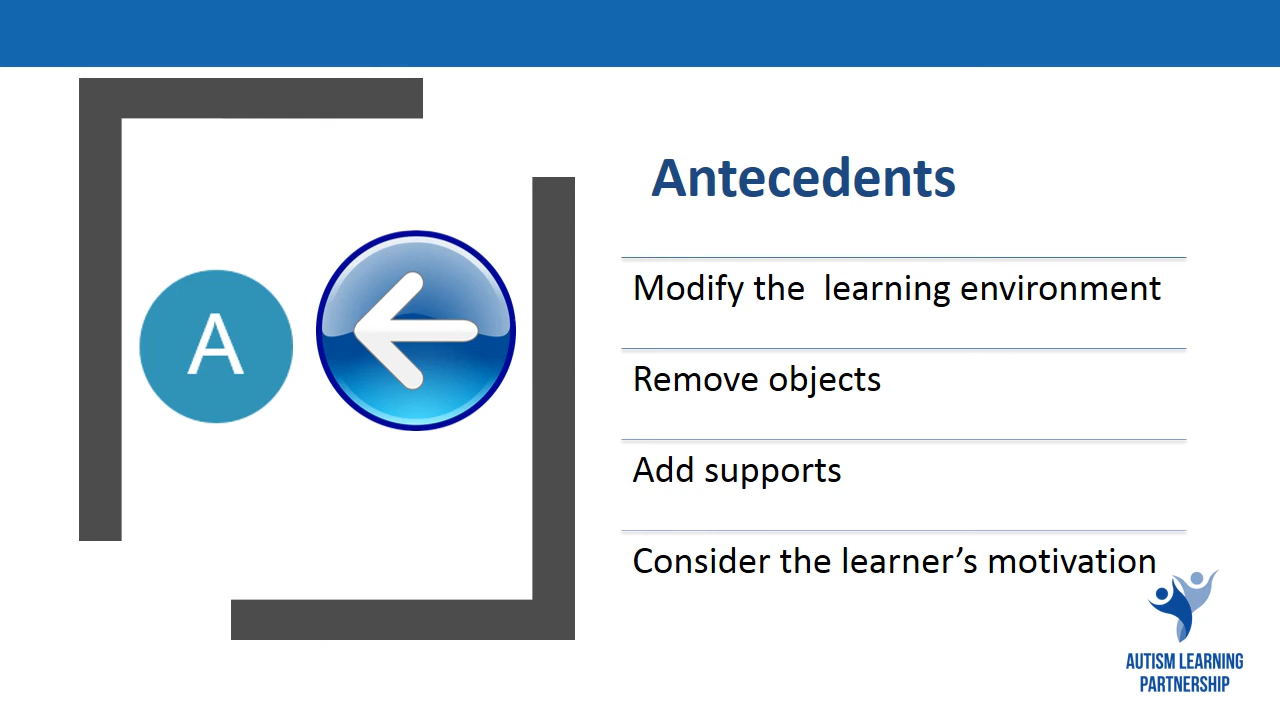 A
Antecedents
Modify the  learning environment
Remove objects
Add supports
Consider the learner’s motivation
AUTISM LEARNING
PARTNERSHIP